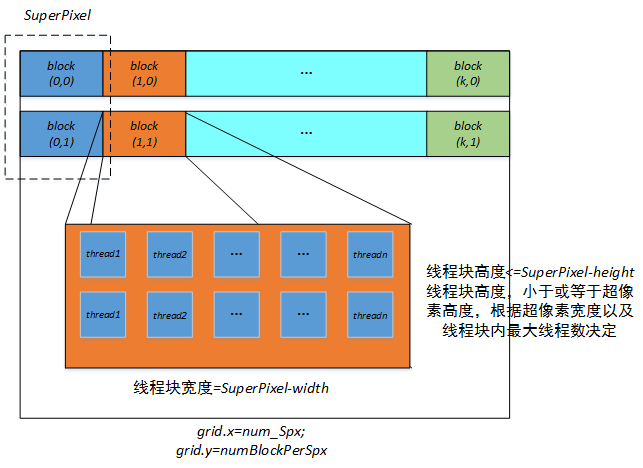 SuperPixel
block
(0,0)
block
(1,0)
...
block
(k,0)
block
(0,1)
block
(1,1)
...
block
(k,1)
thread1
thread2
...
...
threadn
thread1
thread2
...
...
threadn
线程块高度<=SuperPixel-height
线程块高度，小于或等于超像
素高度，根据超像素宽度以及
线程块内最大线程数决定
线程块宽度=SuperPixel-width
grid.x=num_Spx;
grid.y=numBlockPerSpx